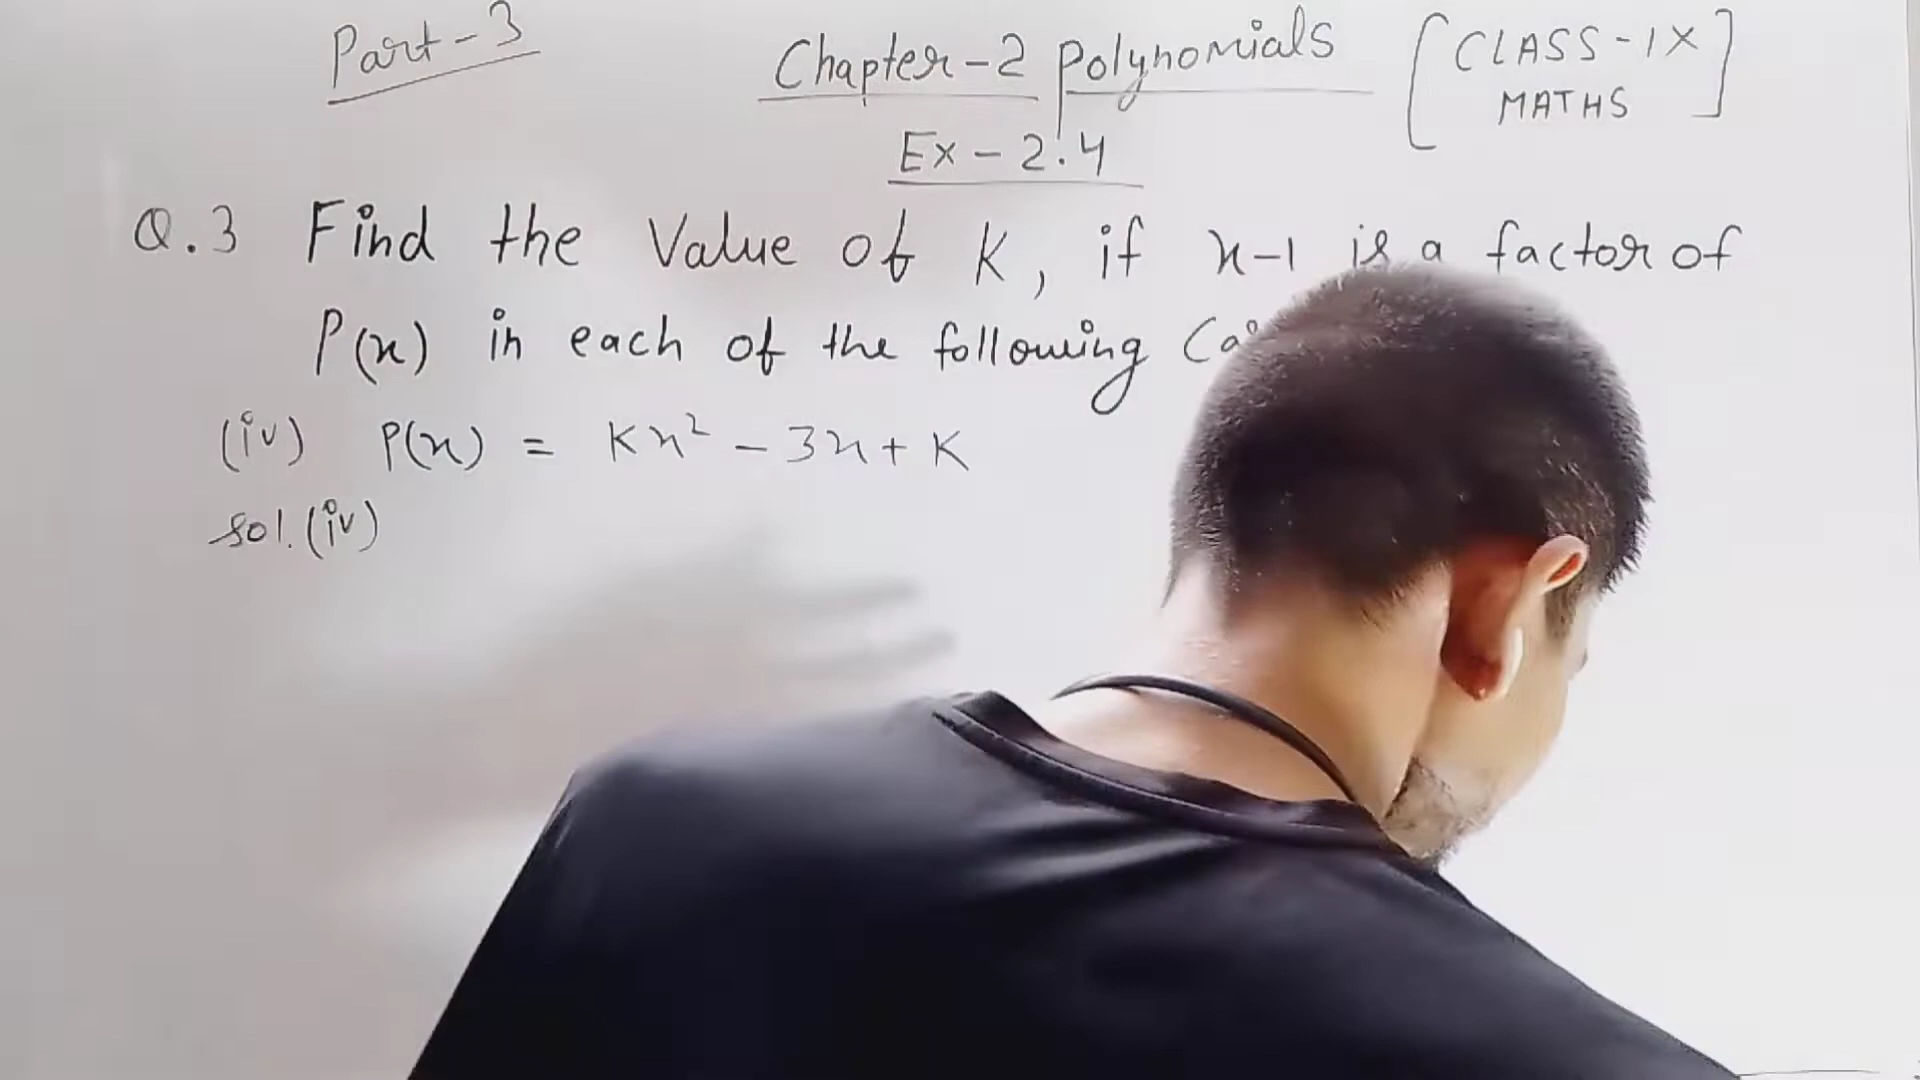 Part-3
Chapter-2 Polynomials
[CLASS-IX
MATHS]
Ex-2.4
Q.3 Find the Value of K, if x-1 is a factor of
P(x) in each of the following
(iv) P(x) = Kx² - 3x + K
sol.(iv)